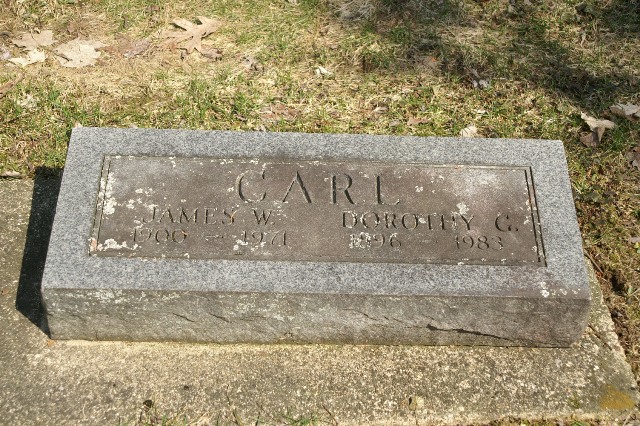 CARL
JAMES W. DOROTHY G.
1900 – 1971 1896 – 1983